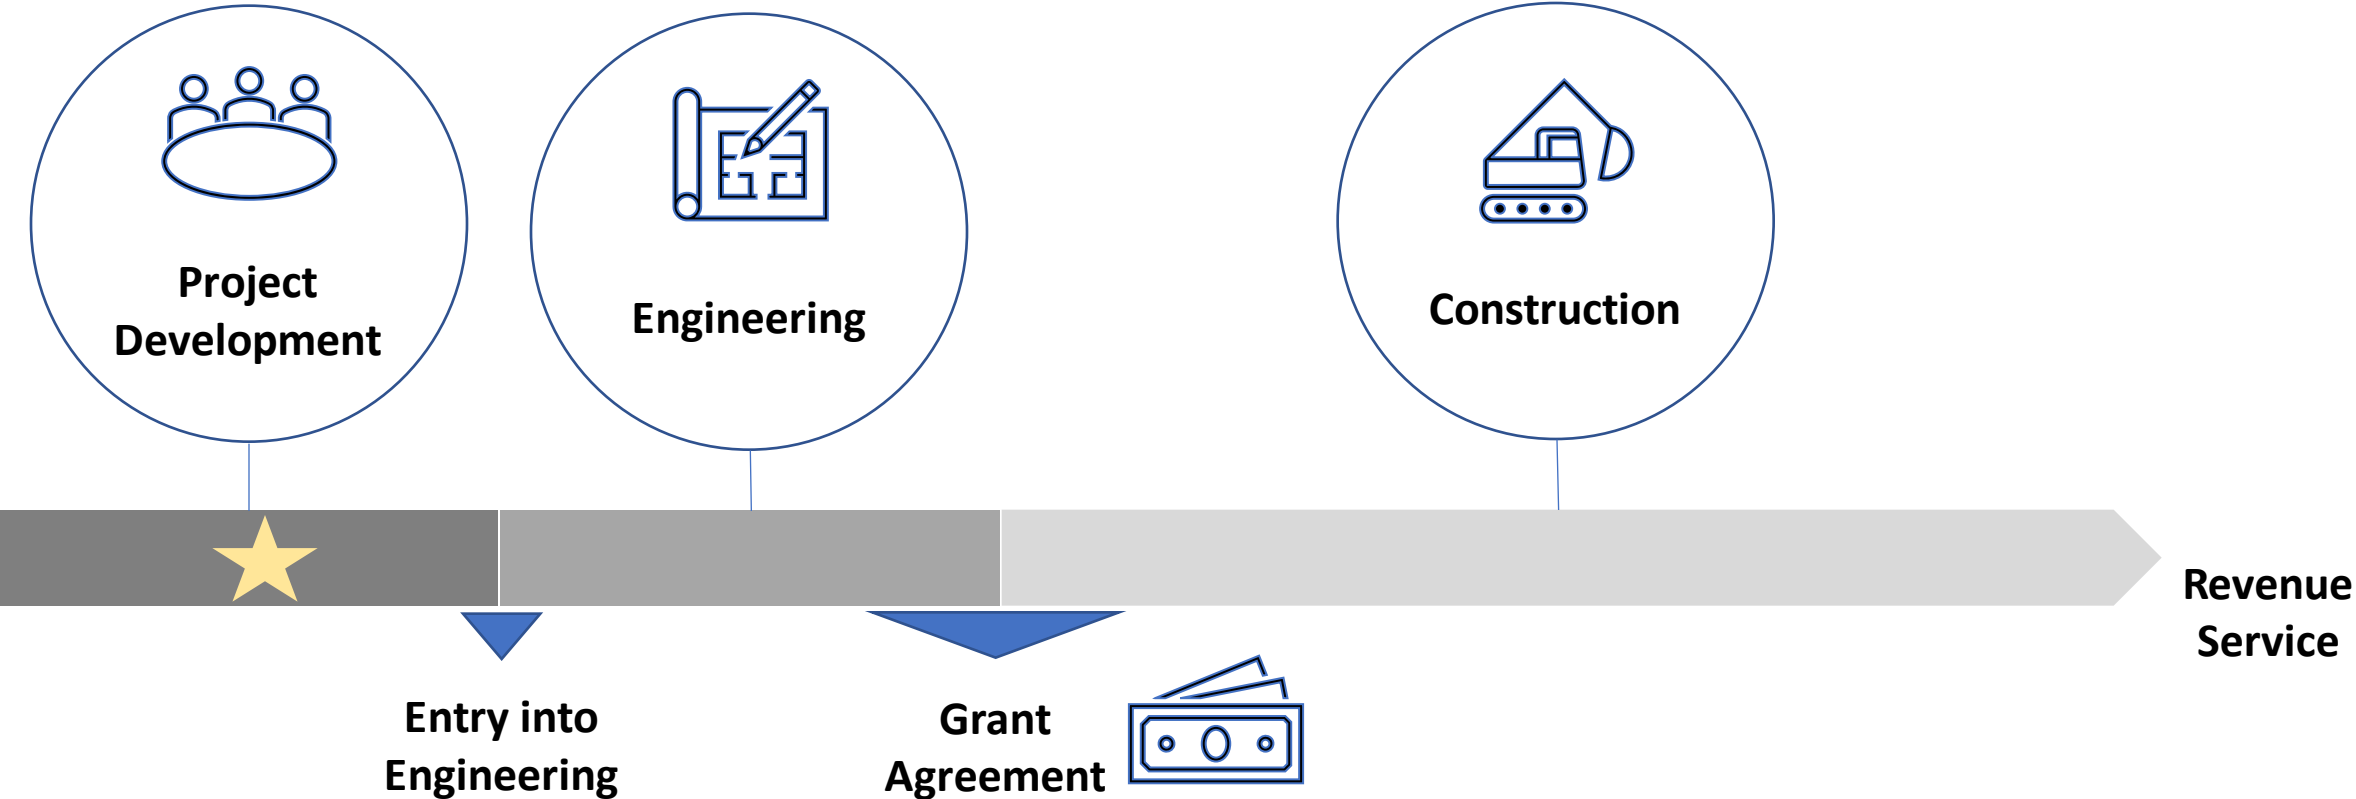 Project
Development
Engineering
Construction
Revenue
Service
Entry into
Engineering
Grant
Agreement